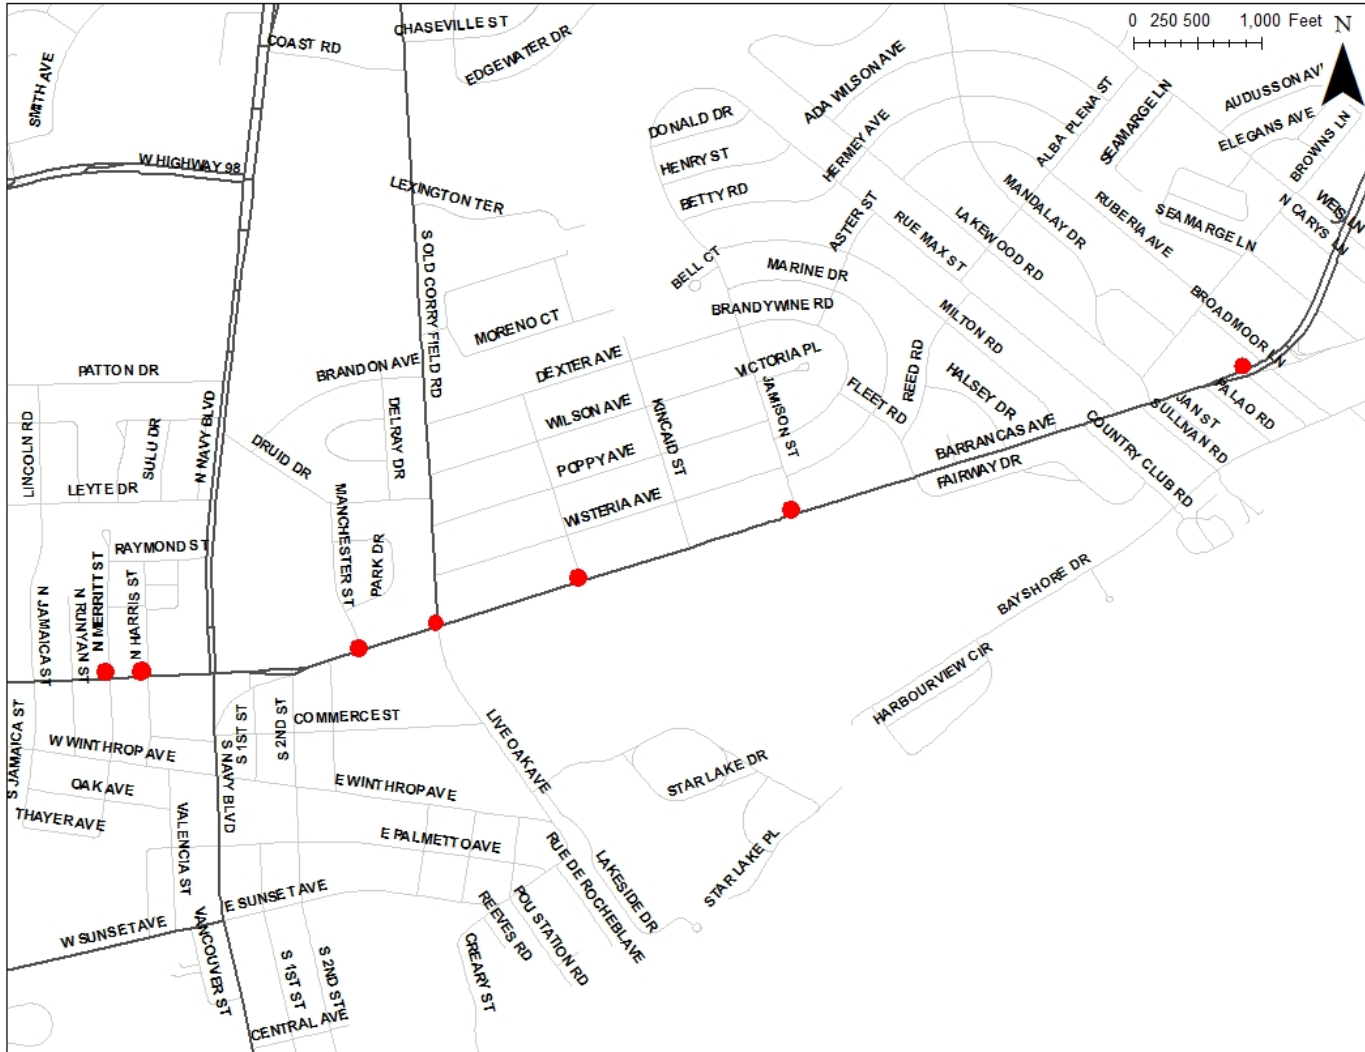 0 250 500 1,000 Feet N
CHASEVILLE ST
COAST RD
EDGEWATER DR
SMITH AVE
ADA WILSON AVE
AUDUSSON AV
ELEGANS AVE
BROWNS LN
ALBA PLENA ST
SEAMARGE LN
DONALD DR
HERMEY AVE
HENRY ST
W HIGHWAY 98
BETTY RD
LEXINGTON TER
MANDALAY DR
RUBERIA AVE
SEAMARGE LN
N CARYS LN
WEIS LN
ASTER ST
RUE MAX ST
LAKEWOOD RD
S OLD CORRY FIELD RD
BELL CT
MARINE DR
BRANDYWINE RD
BROADMOOR LN
MILTON RD
MORENO CT
DEXTER AVE
VICTORIA PL
REED RD
PATTON DR
BRANDON AVE
HALSEY DR
FLEET RD
JAMISON ST
WILSON AVE
KINCAID ST
DELRAY DR
N NAVY BLVD
LINCOLN RD
SULU DR
DRUID DR
POPPY AVE
BARRANCAS AVE
FAIRWAY DR
COUNTRY CLUB RD
JAN ST
SULLIVAN RD
PALAO RD
LEYTE DR
WISTERIA AVE
MANCHESTER ST
PARK DR
RAYMOND ST
N JAMAICA ST
N RUNYAN ST
N MERRITT ST
N HARRIS ST
BAYSHORE DR
HARBOURVIEW CIR
S JAMAICA ST
S 1ST ST
S 2ND ST
COMMERCE ST
LIVE OAK AVE
W WINTHROP AVE
S NAVY BLVD
OAK AVE
E WINTHROP AVE
STAR LAKE DR
THAYER AVE
VALENCIA ST
E PALMETTO AVE
RUE DE ROCHEBLAVE
LAKESIDE DR
STAR LAKE PL
E SUNSET AVE
W SUNSET AVE
VANCOUVER ST
REEVES RD
POU STATION RD
CREARY ST
S 1ST ST
S 2ND ST
CENTRAL AVE